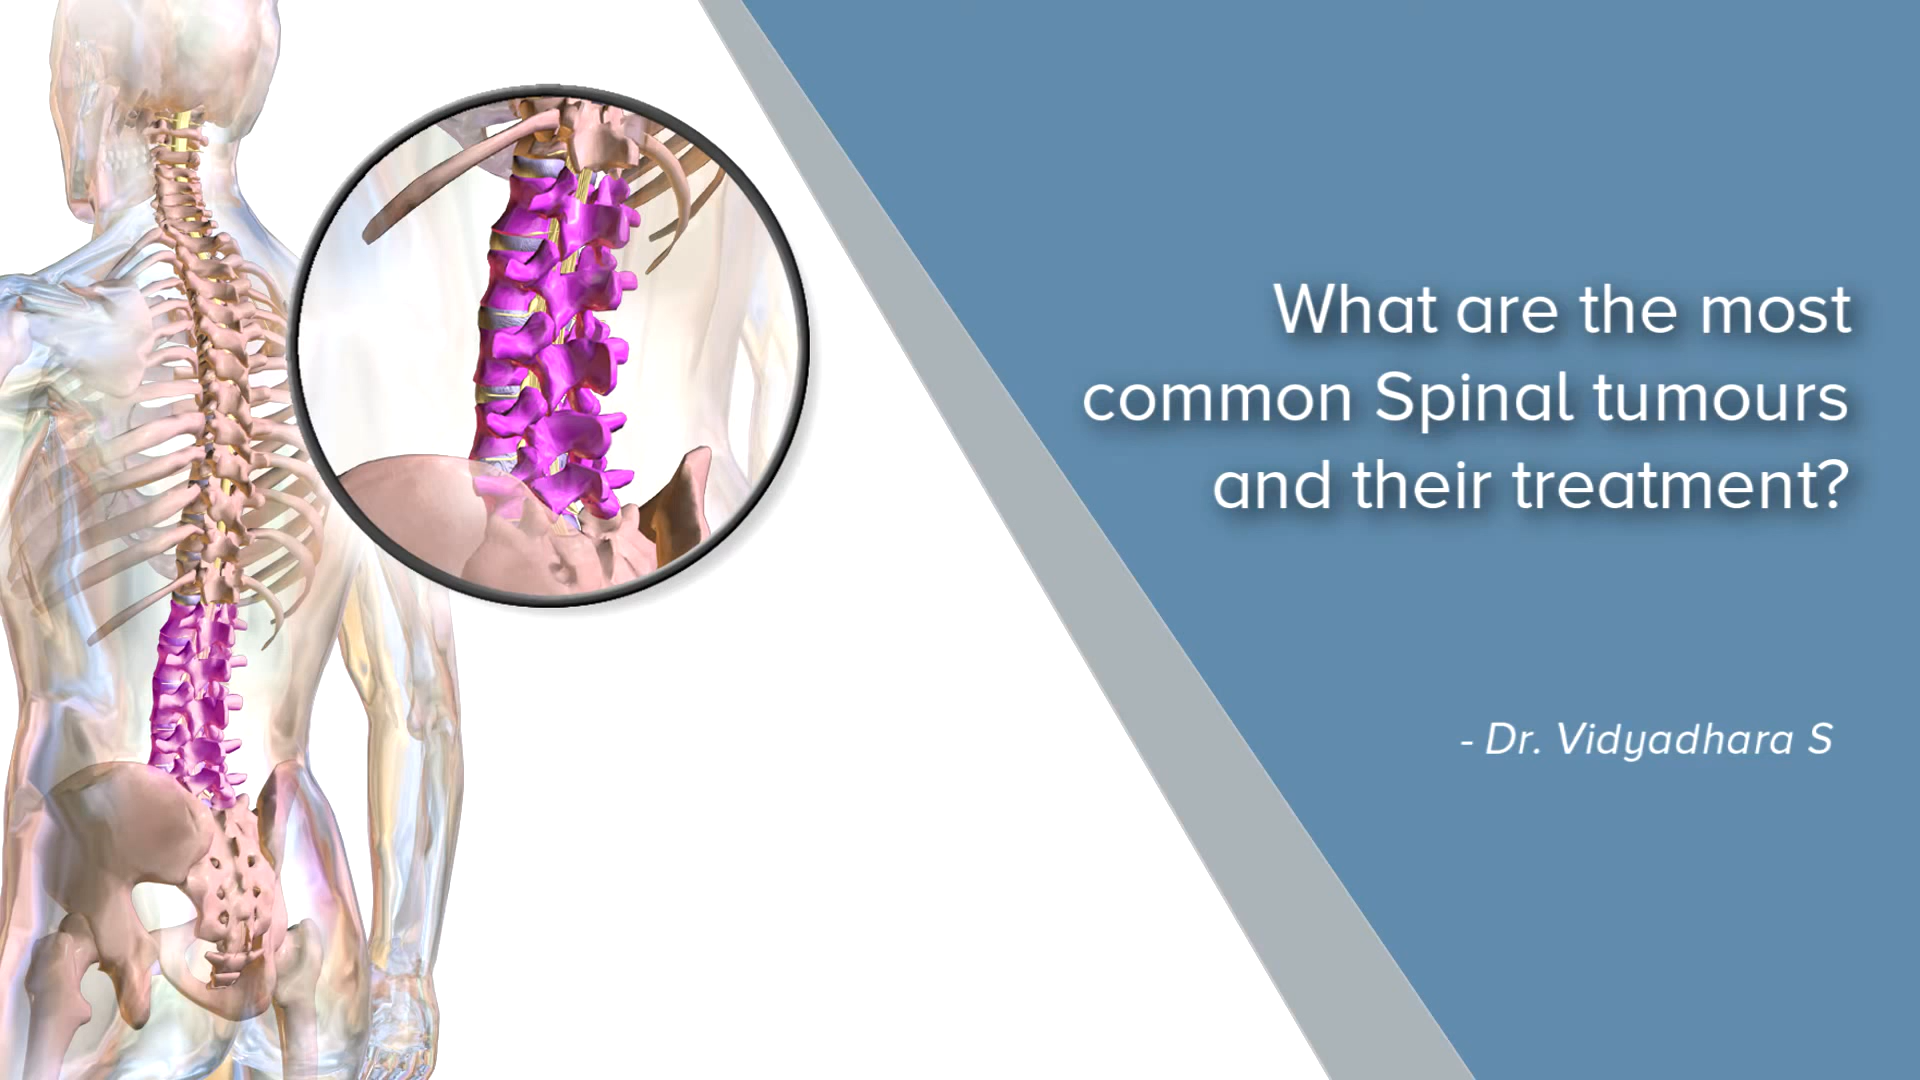 What are the most
common Spinal tumours
and their treatment?
- Dr. Vidyadhara S